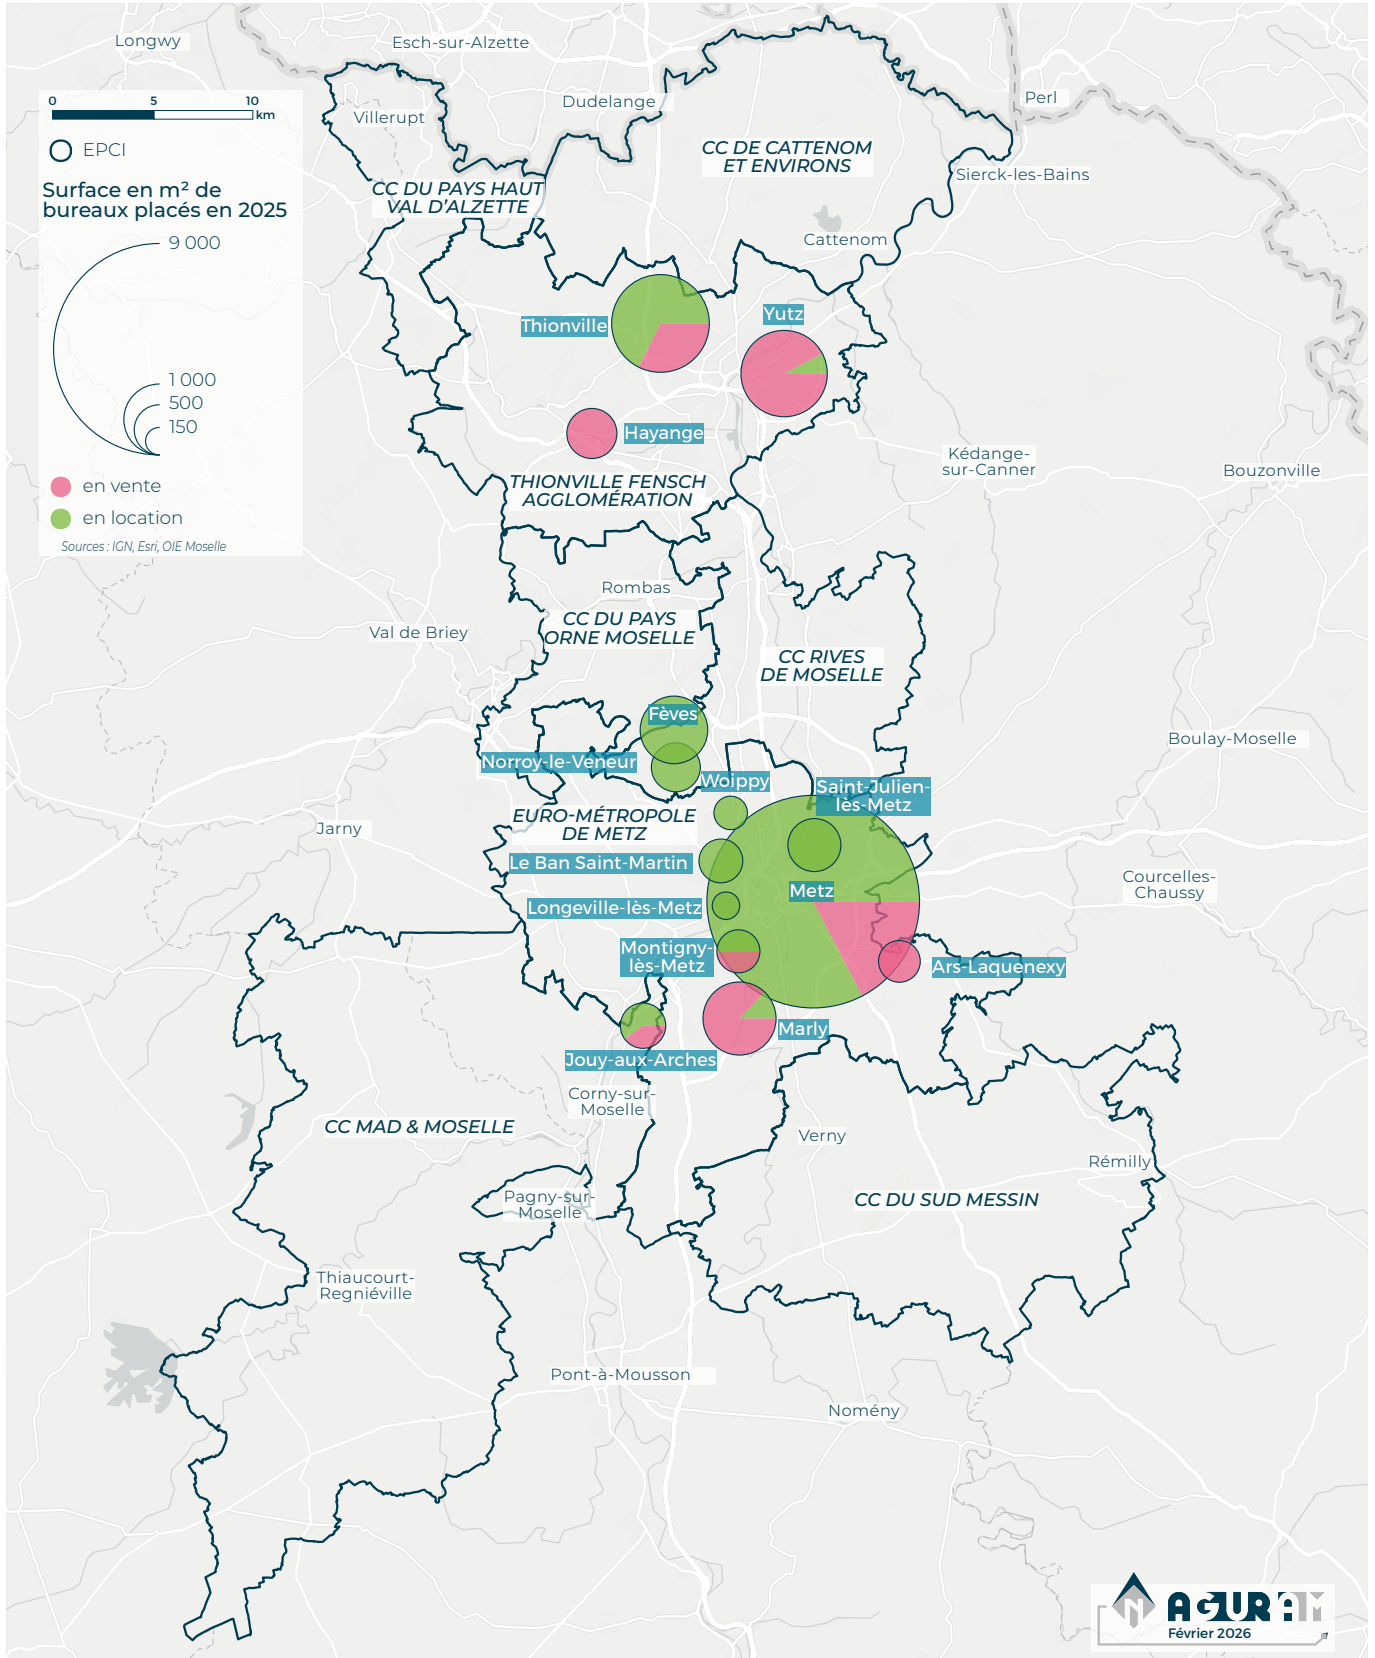 Longwy
Esch-sur-Alzette
Dudelange
Villerupt
Perl
Sierck-les-Bains
Cattenom
0 5 10
km
EPCI
Surface en m² de
bureaux placés en 2025
9 000
1 000
500
150
en vente
en location
Sources : IGN, Esri, OIE Moselle
CC DE CATTENOM
ET ENVIRONS
CC DU PAYS HAUT
VAL D'ALZETTE
Thionville
Yutz
Hayange
THIONVILLE FENSCH
AGGLOMÉRATION
Kédange-
sur-Canner
Bouzonville
Rombas
CC DU PAYS
ORNE MOSELLE
Val de Briey
CC RIVES
DE MOSELLE
Fèves
Norroy-le-Veneur
Woippy
Saint-Julien-
lès-Metz
Boulay-Moselle
Jarny
EURO-MÉTROPOLE
DE METZ
Le Ban Saint-Martin
Metz
Longeville-lès-Metz
Courcelles-
Chaussy
Montigny-
lès-Metz
Ars-Laquenexy
Marly
Jouy-aux-Arches
Corny-sur-
Moselle
CC MAD & MOSELLE
Verny
Rémilly
CC DU SUD MESSIN
Pagny-sur-
Moselle
Thiaucourt-
Regniéville
Pont-à-Mousson
Nomény
N
AGURAM
Février 2026